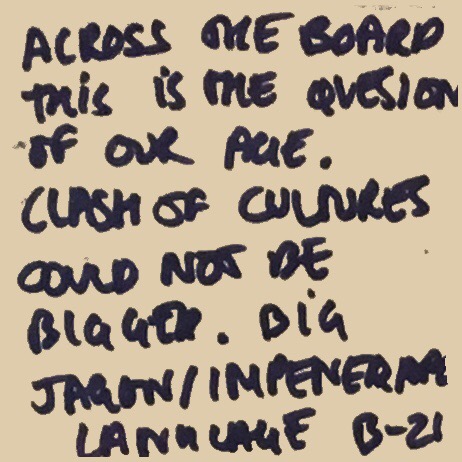 ACROSS THE BOARD
THIS IS THE QUESION
OF OUR AGE.
CLASH OF CULTURES
COULD NOT BE
BIGGER. BIG
JARGON/IMPENERA
LANGUAGE B-21